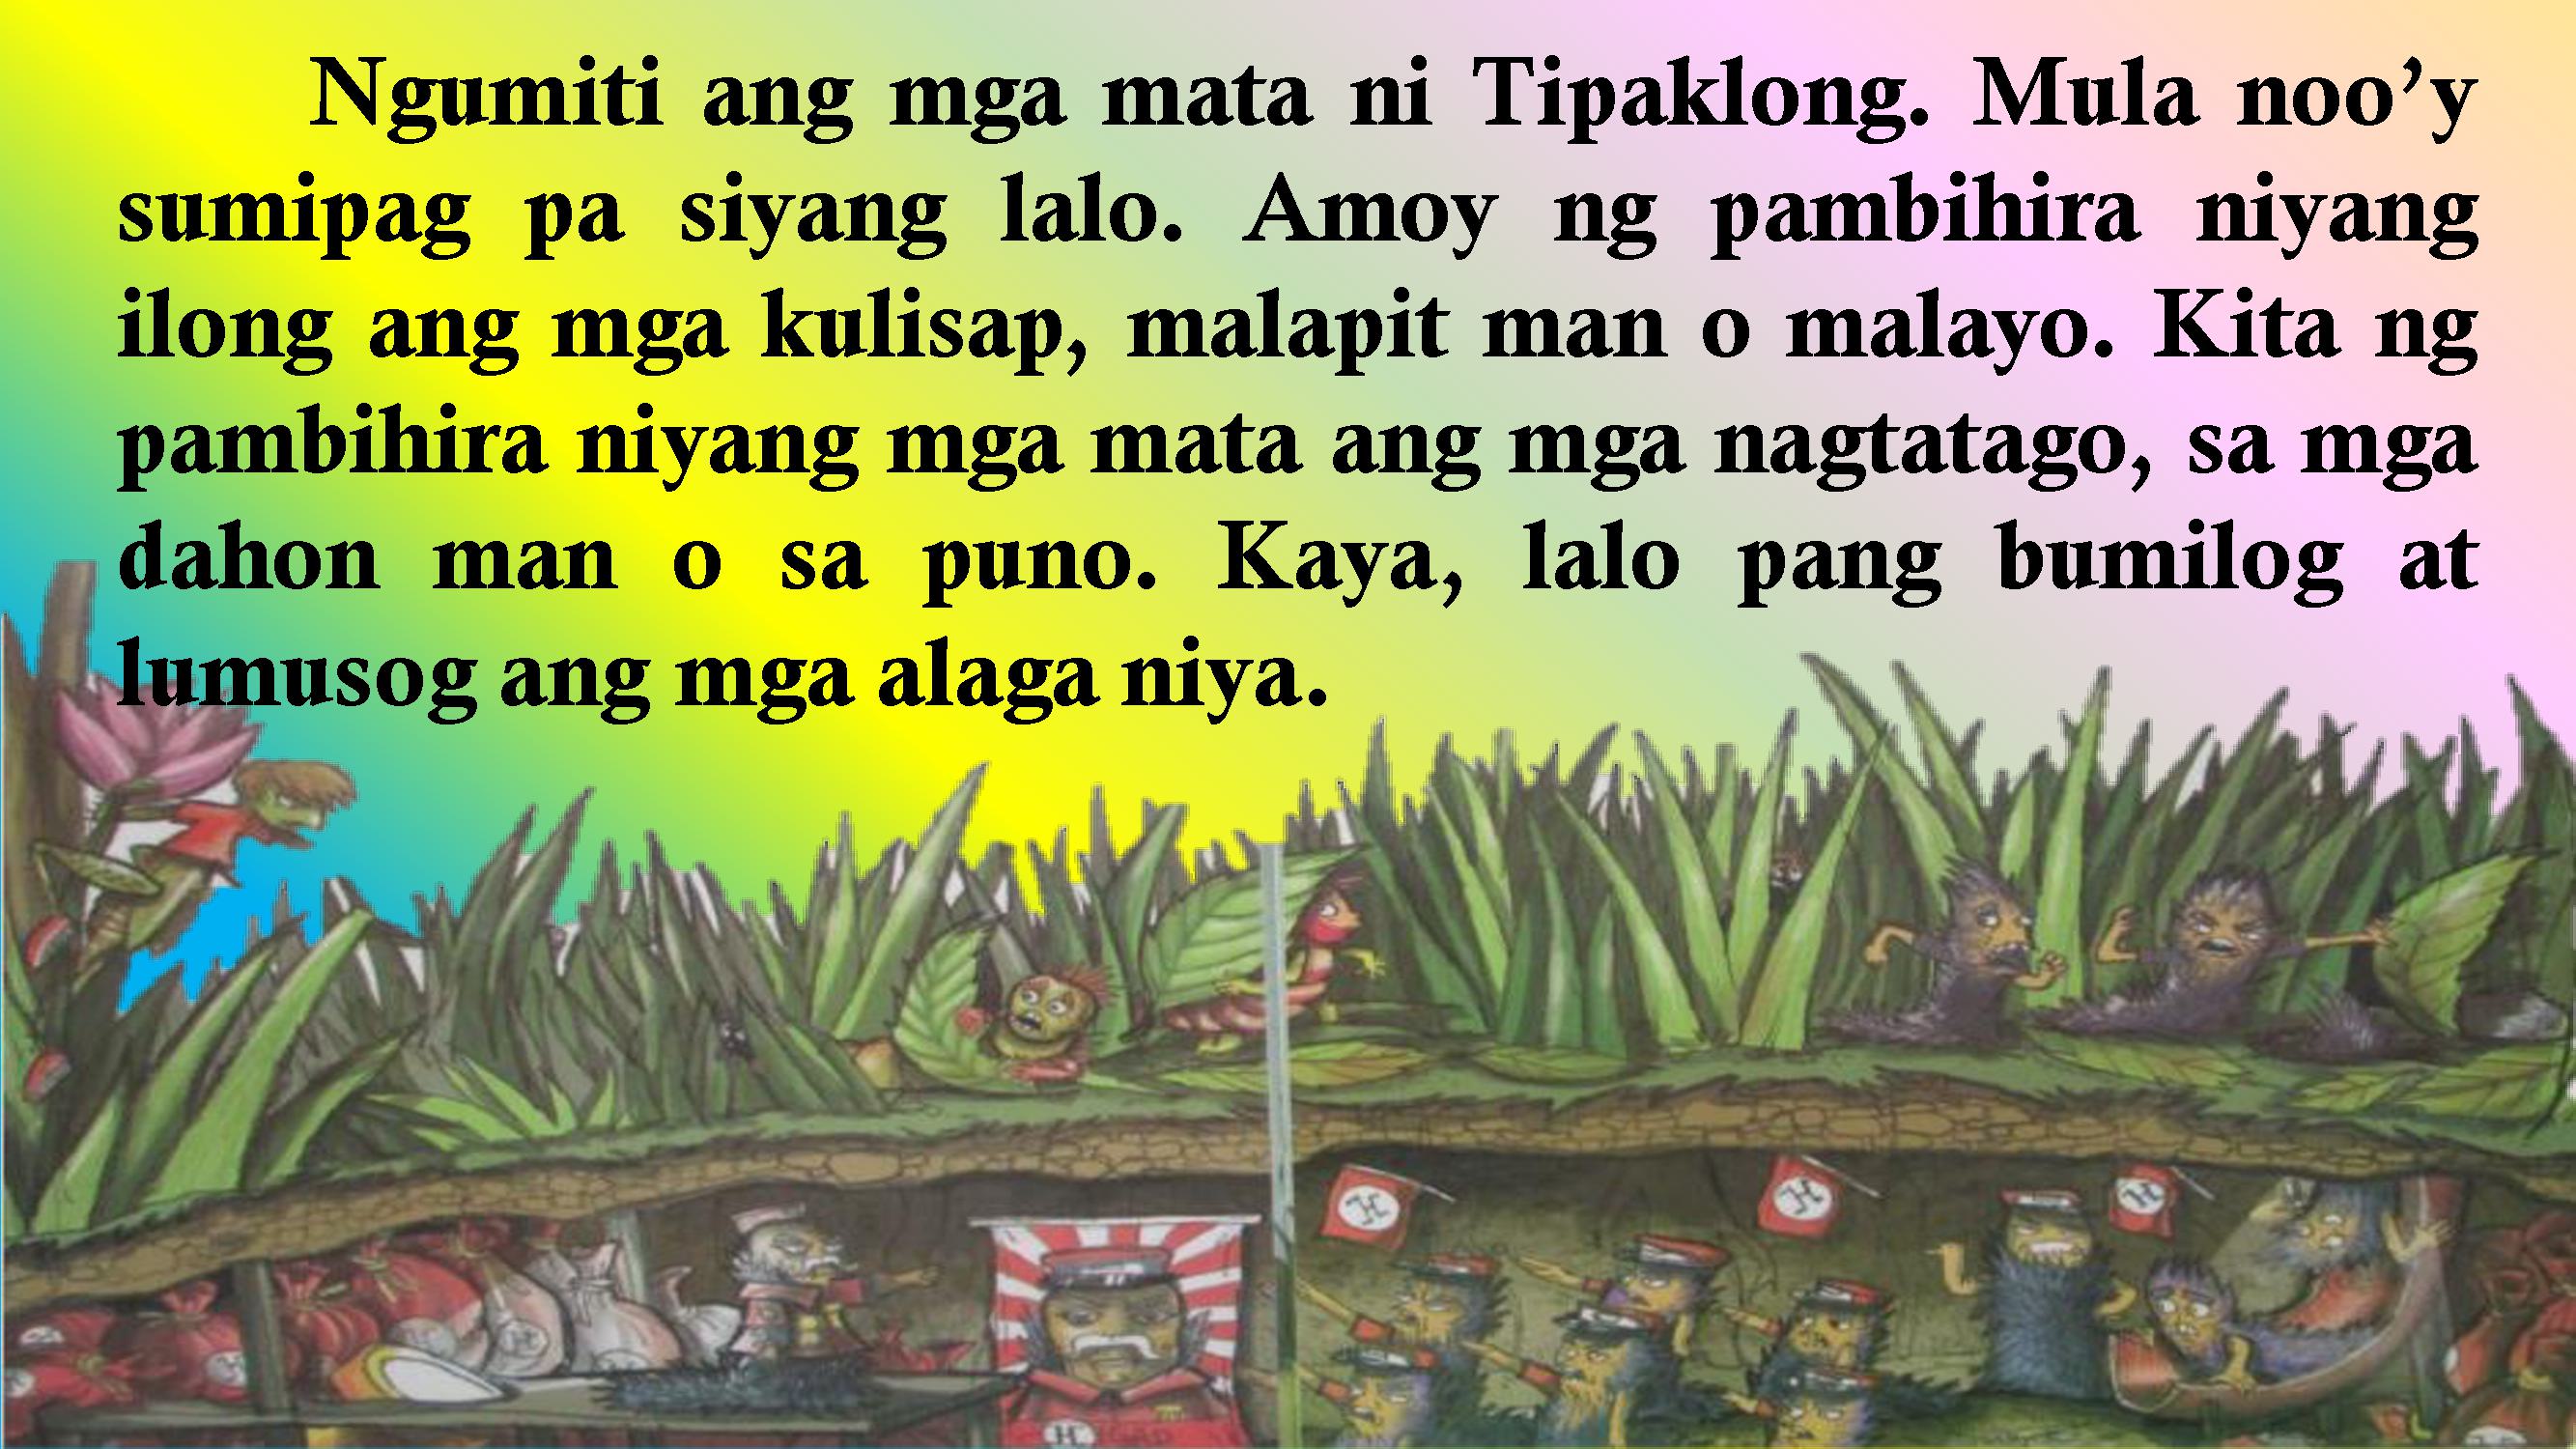 Ngumiti ang mga mata ni Tipaklong. Mula noo’y
sumipag pa siyang lalo. Amoy ng pambihira niyang
ilong ang mga kulisap, malapit man o malayo. Kita ng
pambihira niyang mga mata ang mga nagtatago, sa mga
dahon man o sa puno. Kaya, lalo pang bumilog at
lumusog ang mga alaga niya.